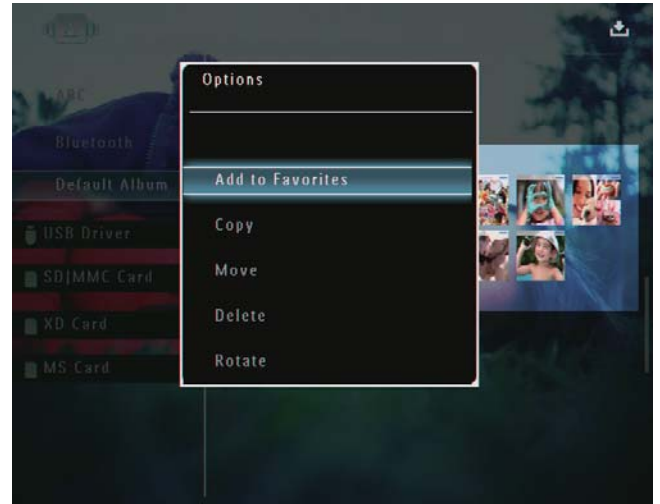 Options
ABC
Bluetooth
Default Album
USB Driver
SD|MMC Card
XD Card
MS Card
Add to Favorites
Copy
Move
Delete
Rotate